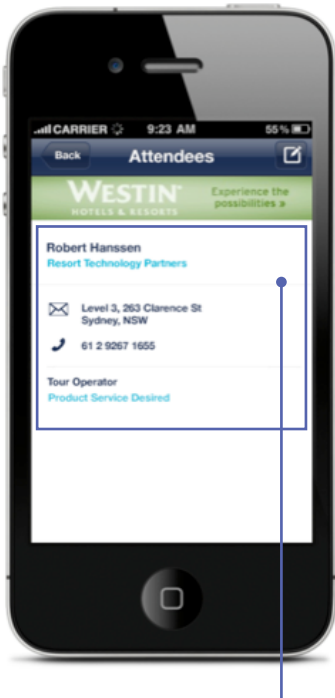 CARRIER 9:23 AM 55%
Back Attendees
WESTIN Experience the
HOTELS & RESORTS possibilities »
Robert Hanssen
Resort Technology Partners
Level 3, 263 Clarence St
Sydney, NSW
61 2 9267 1655
Tour Operator
Product Service Desired